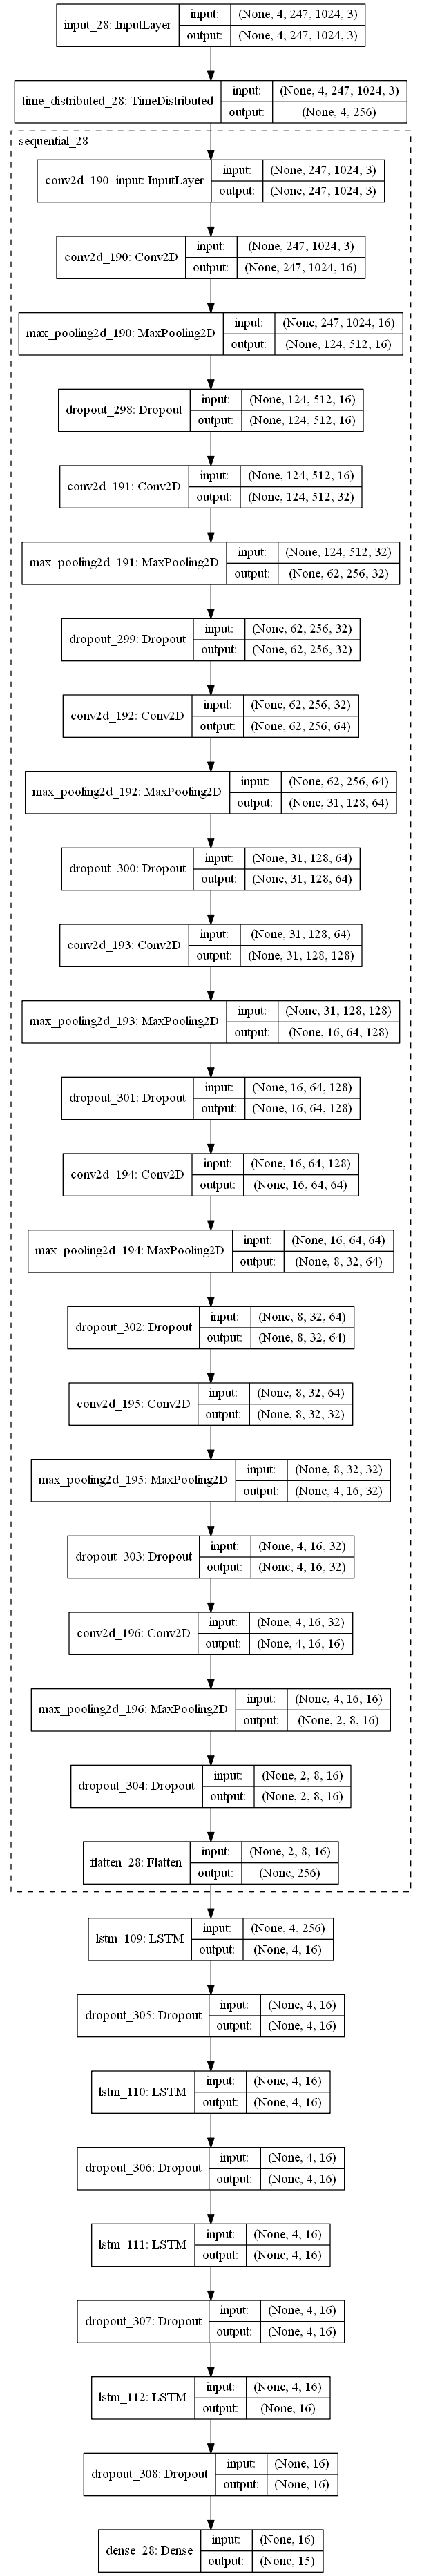 input_28: InputLayer input: (None, 4, 247, 1024, 3)
output: (None, 4, 247, 1024, 3)
time_distributed_28: TimeDistributed input: (None, 4, 247, 1024, 3)
output: (None, 4, 256)
sequential_28
conv2d_190_input: InputLayer input: (None, 247, 1024, 3)
output: (None, 247, 1024, 3)
conv2d_190: Conv2D input: (None, 247, 1024, 3)
output: (None, 247, 1024, 16)
max_pooling2d_190: MaxPooling2D input: (None, 247, 1024, 16)
output: (None, 124, 512, 16)
dropout_298: Dropout input: (None, 124, 512, 16)
output: (None, 124, 512, 16)
conv2d_191: Conv2D input: (None, 124, 512, 16)
output: (None, 124, 512, 32)
max_pooling2d_191: MaxPooling2D input: (None, 124, 512, 32)
output: (None, 62, 256, 32)
dropout_299: Dropout input: (None, 62, 256, 32)
output: (None, 62, 256, 32)
conv2d_192: Conv2D input: (None, 62, 256, 32)
output: (None, 62, 256, 64)
max_pooling2d_192: MaxPooling2D input: (None, 62, 256, 64)
output: (None, 31, 128, 64)
dropout_300: Dropout input: (None, 31, 128, 64)
output: (None, 31, 128, 64)
conv2d_193: Conv2D input: (None, 31, 128, 64)
output: (None, 31, 128, 128)
max_pooling2d_193: MaxPooling2D input: (None, 31, 128, 128)
output: (None, 16, 64, 128)
dropout_301: Dropout input: (None, 16, 64, 128)
output: (None, 16, 64, 128)
conv2d_194: Conv2D input: (None, 16, 64, 128)
output: (None, 16, 64, 64)
max_pooling2d_194: MaxPooling2D input: (None, 16, 64, 64)
output: (None, 8, 32, 64)
dropout_302: Dropout input: (None, 8, 32, 64)
output: (None, 8, 32, 64)
conv2d_195: Conv2D input: (None, 8, 32, 64)
output: (None, 8, 32, 32)
max_pooling2d_195: MaxPooling2D input: (None, 8, 32, 32)
output: (None, 4, 16, 32)
dropout_303: Dropout input: (None, 4, 16, 32)
output: (None, 4, 16, 32)
conv2d_196: Conv2D input: (None, 4, 16, 32)
output: (None, 4, 16, 16)
max_pooling2d_196: MaxPooling2D input: (None, 4, 16, 16)
output: (None, 2, 8, 16)
dropout_304: Dropout input: (None, 2, 8, 16)
output: (None, 2, 8, 16)
flatten_28: Flatten input: (None, 2, 8, 16)
output: (None, 256)
lstm_109: LSTM input: (None, 4, 256)
output: (None, 4, 16)
dropout_305: Dropout input: (None, 4, 16)
output: (None, 4, 16)
lstm_110: LSTM input: (None, 4, 16)
output: (None, 4, 16)
dropout_306: Dropout input: (None, 4, 16)
output: (None, 4, 16)
lstm_111: LSTM input: (None, 4, 16)
output: (None, 4, 16)
dropout_307: Dropout input: (None, 4, 16)
output: (None, 4, 16)
lstm_112: LSTM input: (None, 4, 16)
output: (None, 16)
dropout_308: Dropout input: (None, 16)
output: (None, 16)
dense_28: Dense input: (None, 16)
output: (None, 15)